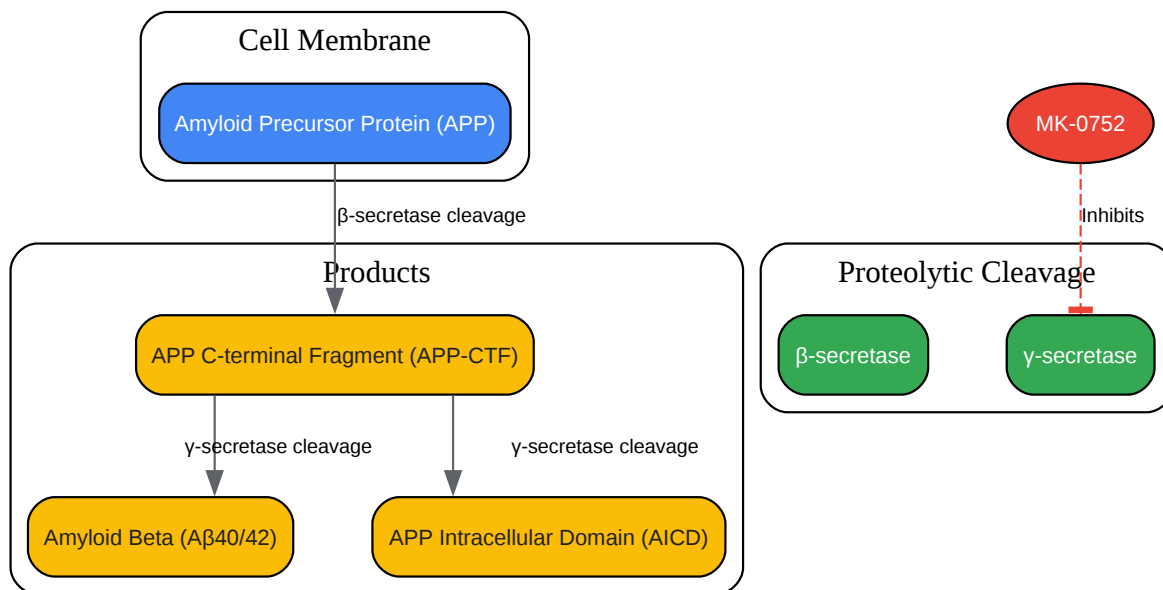 Cell Membrane
Amyloid Precursor Protein (APP)
MK-0752
β-secretase cleavage
Inhibits
Products
Proteolytic Cleavage
APP C-terminal Fragment (APP-CTF)
β-secretase
γ-secretase
γ-secretase cleavage
γ-secretase cleavage
Amyloid Beta (Aβ40/42)
APP Intracellular Domain (AICD)